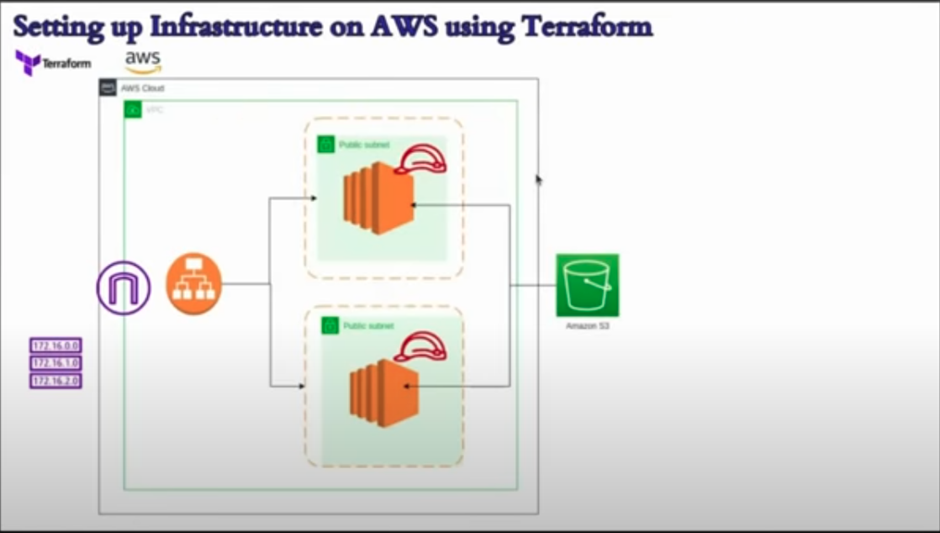 Setting up Infrastructure on AWS using Terraform
Terraform
aws
AWS Cloud
VPC
Public subnet
Public subnet
Amazon S3
172.16.0.0
172.16.1.0
172.16.2.0